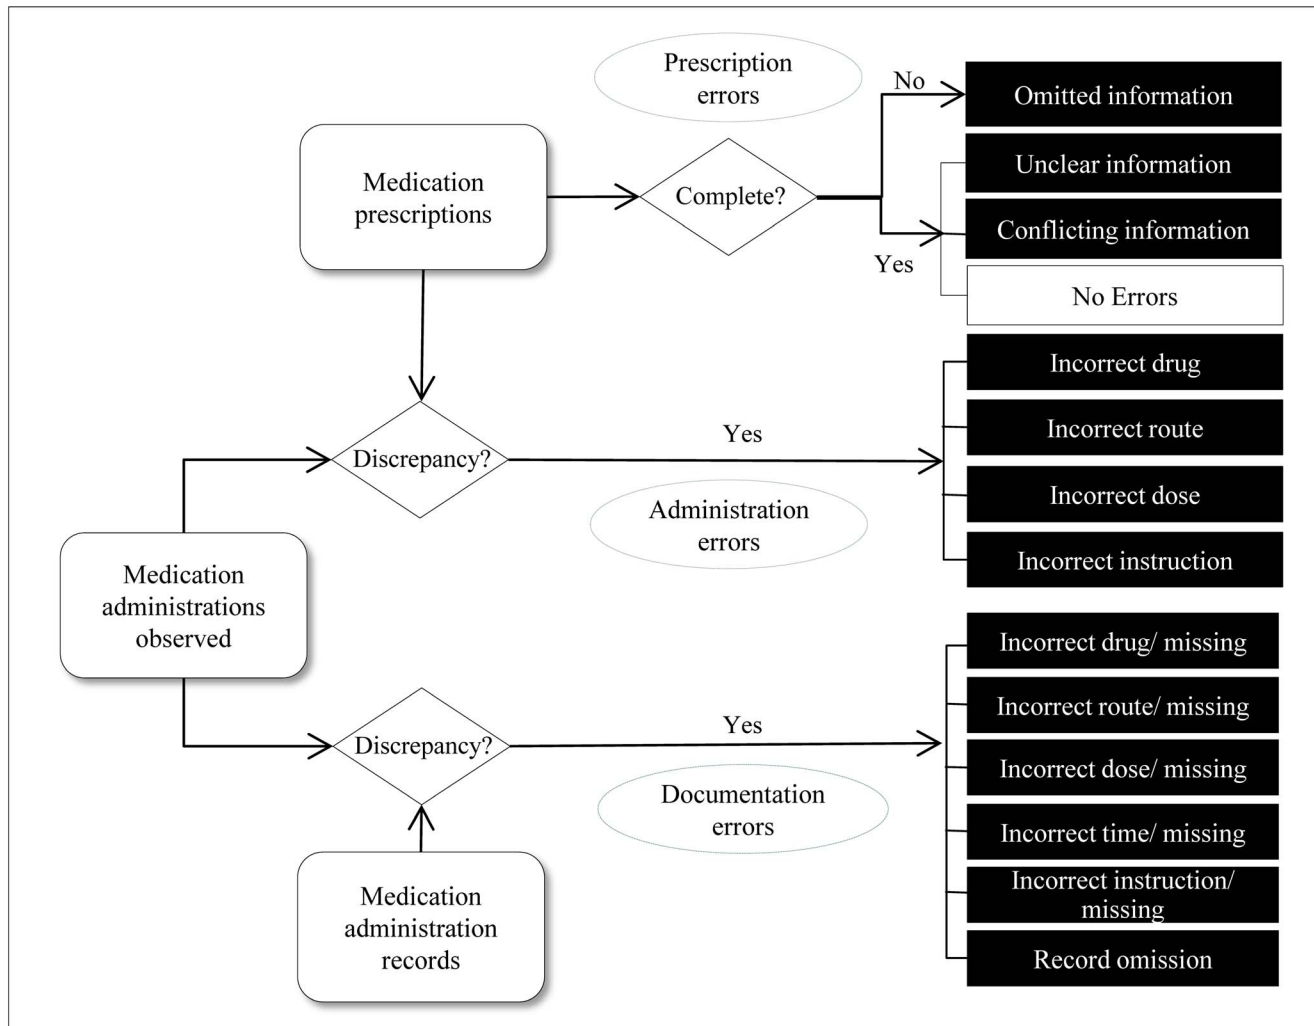 Prescription
errors
No
Omitted information
Medication
prescriptions
Complete?
Unclear information
Conflicting information
Yes
No Errors
Incorrect drug
Incorrect route
Yes
Discrepancy?
Incorrect dose
Administration
errors
Incorrect instruction
Medication
administrations
observed
Incorrect drug/ missing
Incorrect route/ missing
Yes
Discrepancy?
Incorrect dose/ missing
Documentation
errors
Incorrect time/ missing
Incorrect instruction/
missing
Medication
administration
records
Record omission